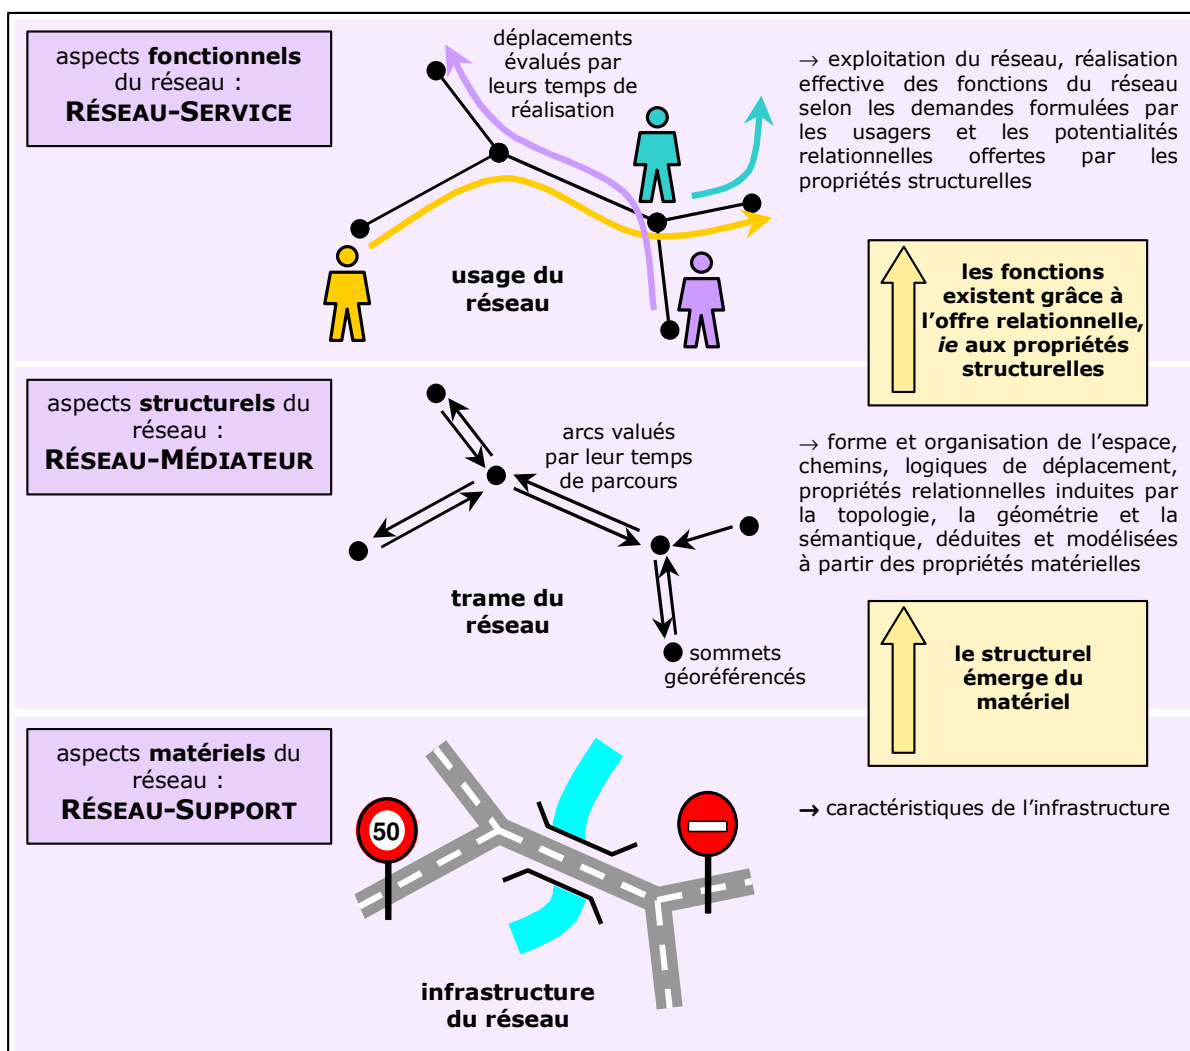 aspects fonctionnels
du réseau :
RÉSEAU-SERVICE
déplacements
évalués par
leurs temps de
réalisation
→ exploitation du réseau, réalisation
effective des fonctions du réseau
selon les demandes formulées par
les usagers et les potentialités
relationnelles offertes par les
propriétés structurelles
usage du
réseau
les fonctions
existent grâce à
l’offre relationnelle,
ie aux propriétés
structurelles
aspects structurels du
réseau :
RÉSEAU-MÉDIATEUR
arcs valués
par leur temps
de parcours
→ forme et organisation de l’espace,
chemins, logiques de déplacement,
propriétés relationnelles induites par
la topologie, la géométrie et la
sémantique, déduites et modélisées
à partir des propriétés matérielles
trame du
réseau
sommets
géoréférencés
le structurel
émerge du
matériel
aspects matériels du
réseau :
RÉSEAU-SUPPORT
50
→ caractéristiques de l’infrastructure
infrastructure
du réseau